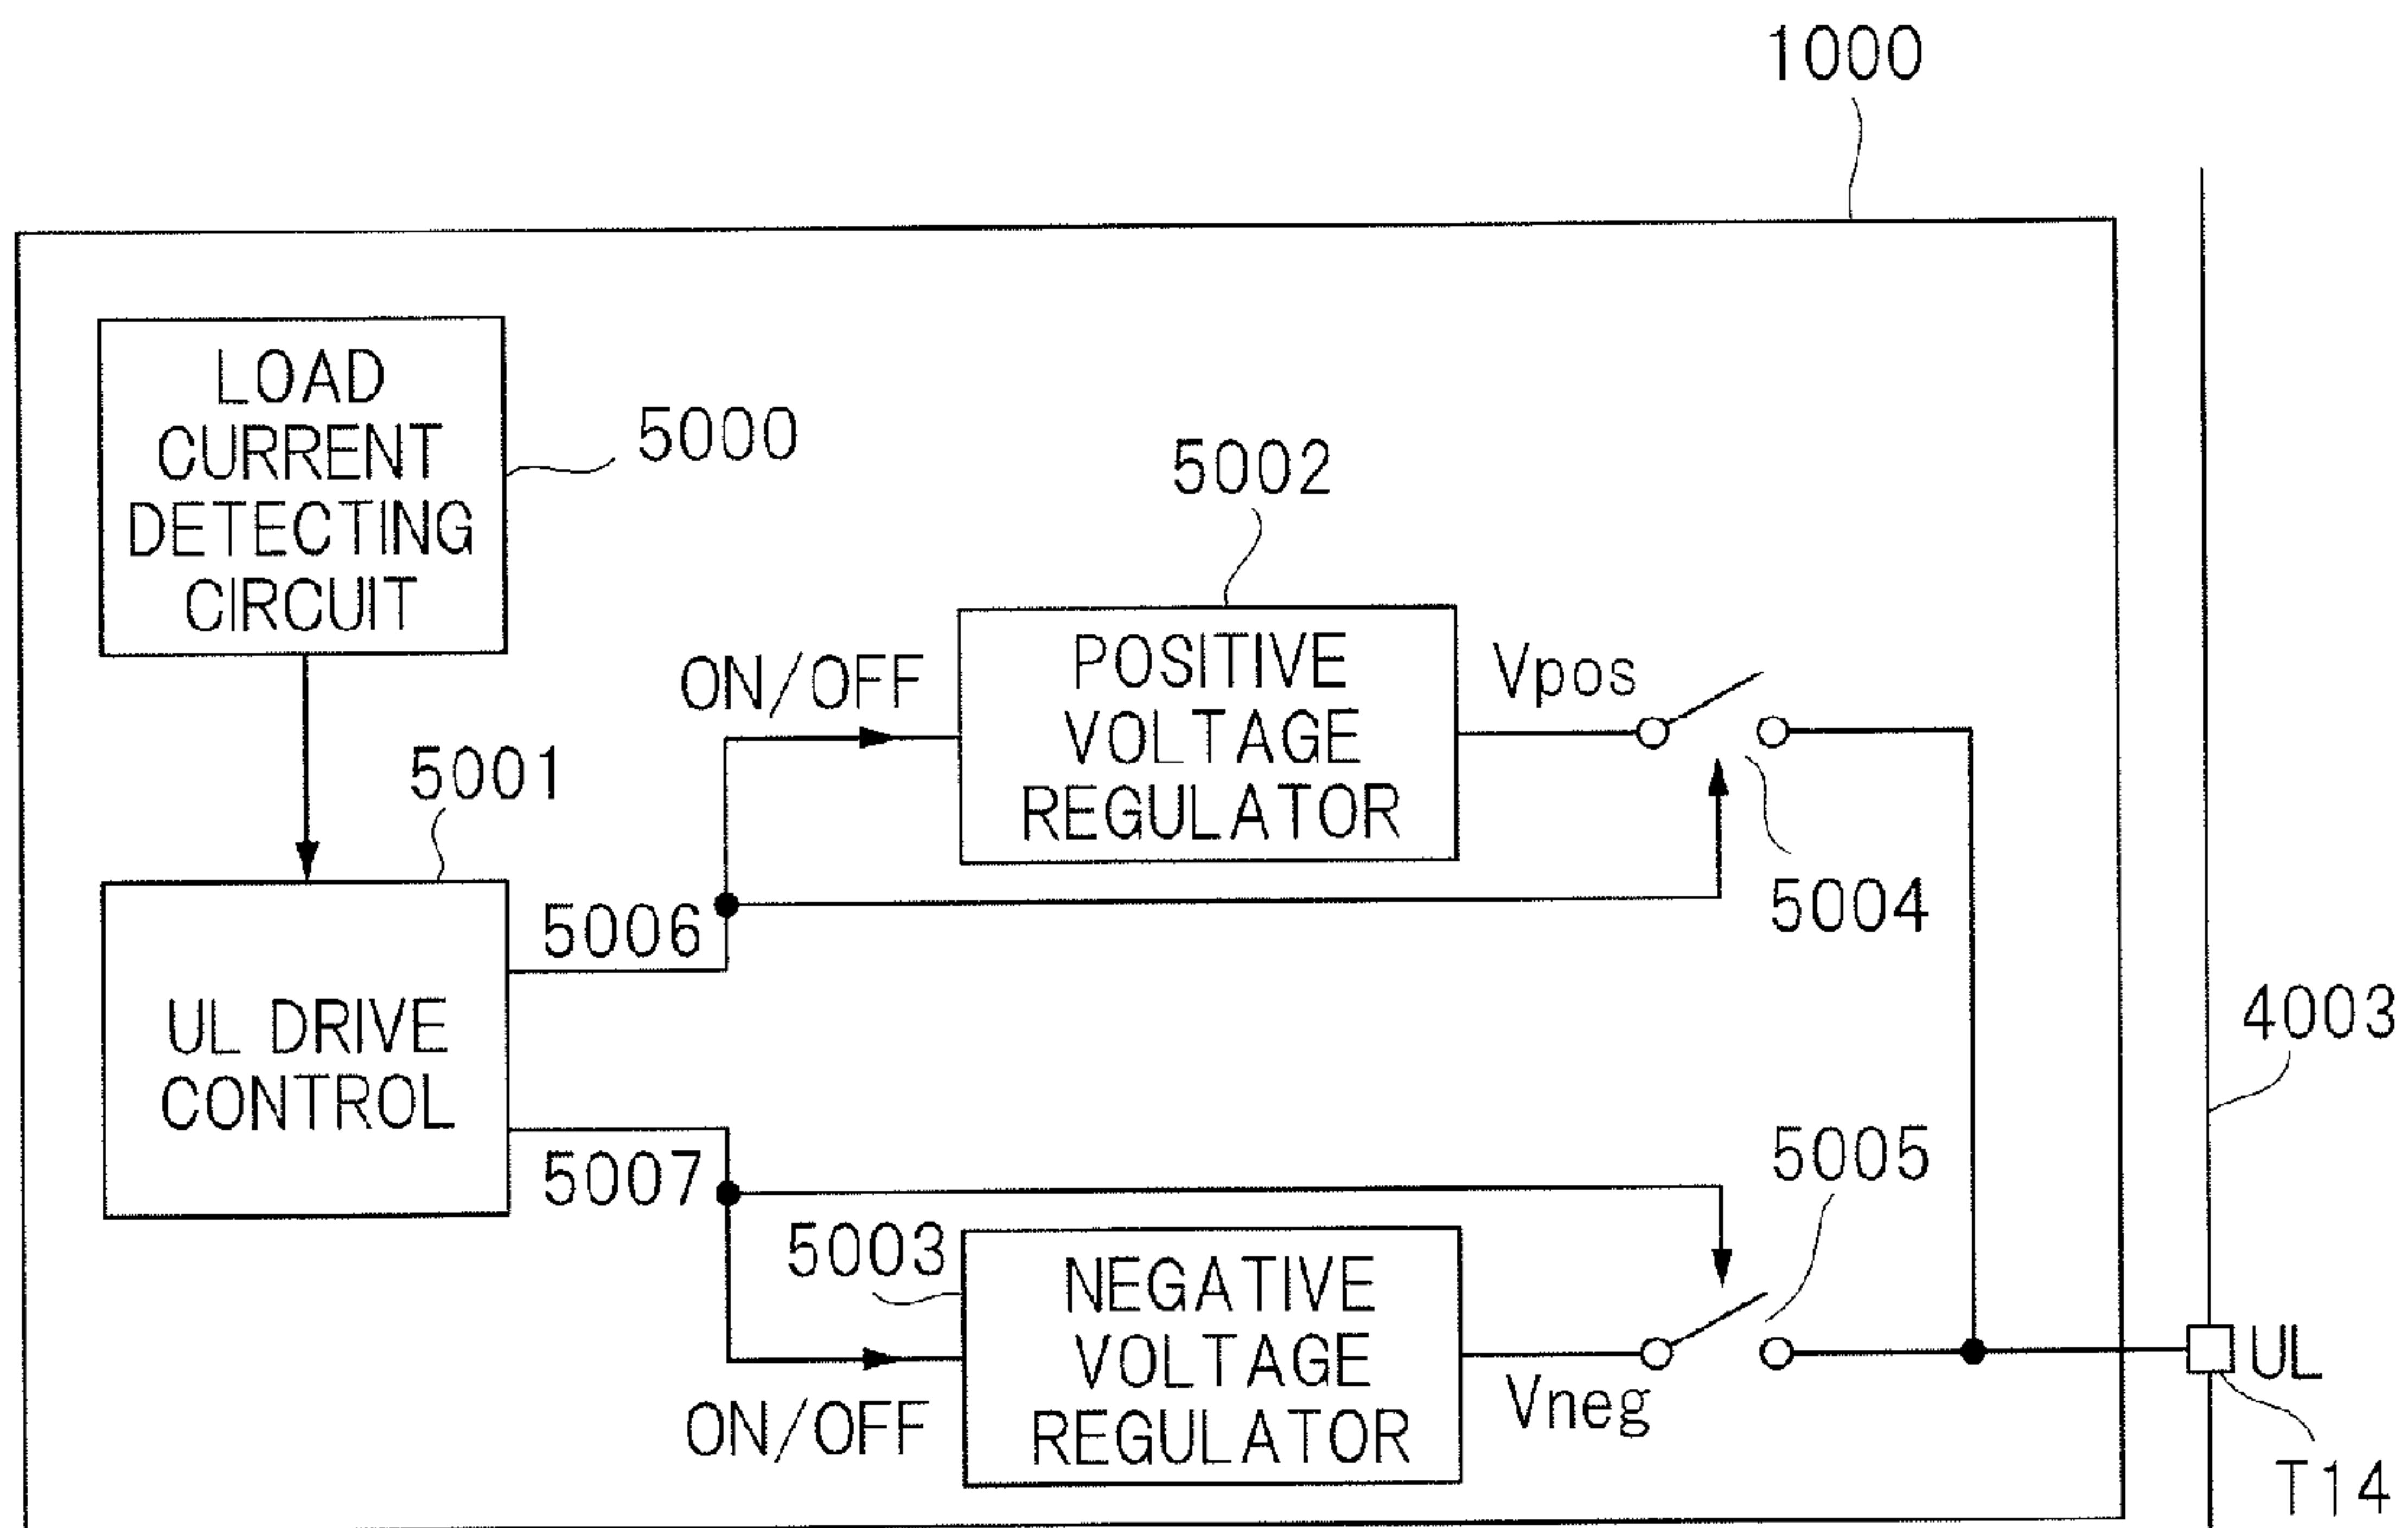 1000
LOAD
CURRENT
DETECTING
CIRCUIT
5000
5002
POSITIVE
VOLTAGE
REGULATOR
ON/OFF
Vpos
5001
5004
5006
UL DRIVE
CONTROL
4003
5007
5005
5003
NEGATIVE
VOLTAGE
REGULATOR
ON/OFF
Vneg
UL
T14